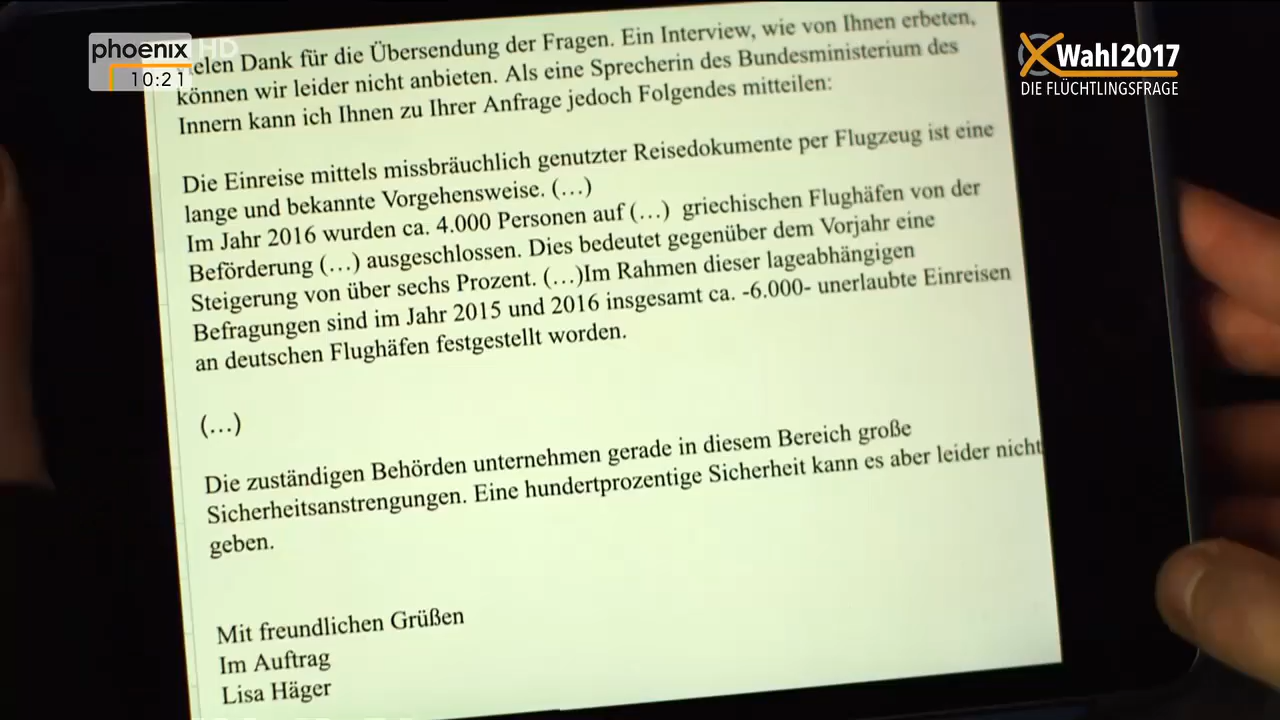 phoenix HD
10:21
Wahl2017
DIE FLÜCHTLINGSFRAGE
Dank für die Übersendung der Fragen. Ein Interview, wie von Ihnen erbeten,
können wir leider nicht anbieten. Als eine Sprecherin des Bundesministerium des
Innern kann ich Ihnen zu Ihrer Anfrage jedoch Folgendes mitteilen:
Die Einreise mittels missbräuchlich genutzter Reisedokumente per Flugzeug ist eine
lange und bekannte Vorgehensweise. (…)
Im Jahr 2016 wurden ca. 4.000 Personen auf (…) griechischen Flughäfen von der
Beförderung (…) ausgeschlossen. Dies bedeutet gegenüber dem Vorjahr eine
Steigerung von über sechs Prozent. (…)Im Rahmen dieser lageabhängigen
Befragungen sind im Jahr 2015 und 2016 insgesamt ca. -6.000- unerlaubte Einreisen
an deutschen Flughäfen festgestellt worden.
(…)
Die zuständigen Behörden unternehmen gerade in diesem Bereich große
Sicherheitsanstrengungen. Eine hundertprozentige Sicherheit kann es aber leider nicht
geben.
Mit freundlichen Grüßen
Im Auftrag
Lisa Häger